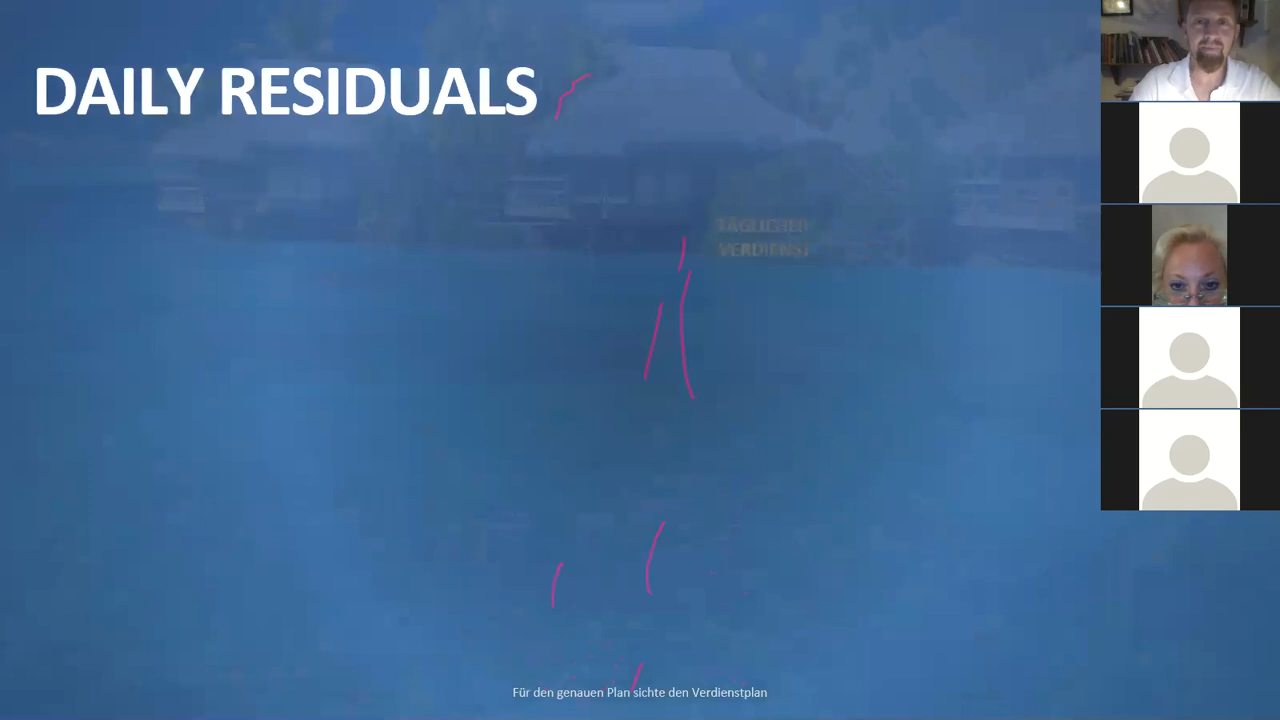 DAILY RESIDUALS
TÄGLICHER
VERDIENST
Für den genauen Plan sichte den Verdienstplan